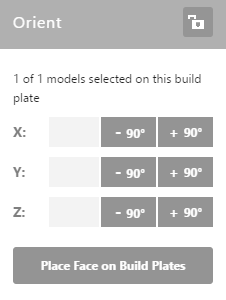 Orient
1 of 1 models selected on this build
plate
X: - 90° + 90°
Y: - 90° + 90°
Z: - 90° + 90°
Place Face on Build Plates